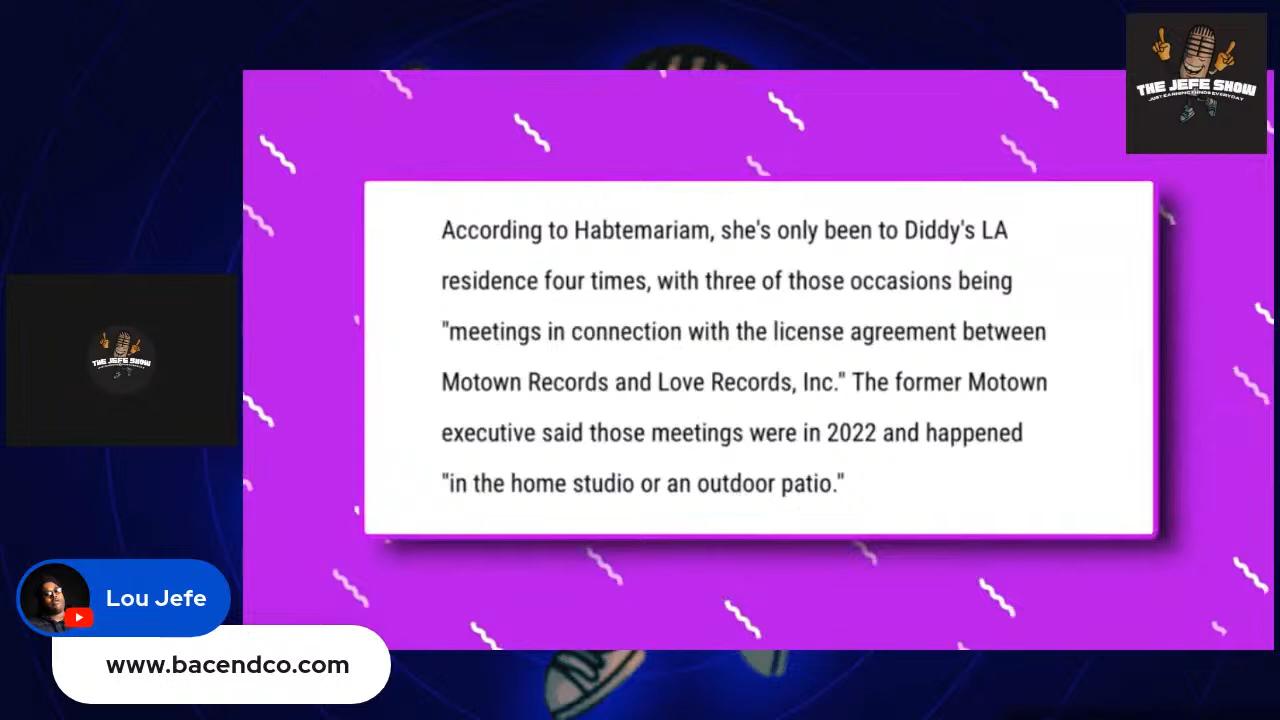 THE JEFE SHOW
According to Habtemariam, she's only been to Diddy's LA
residence four times, with three of those occasions being
"meetings in connection with the license agreement between
Motown Records and Love Records, Inc." The former Motown
executive said those meetings were in 2022 and happened
"in the home studio or an outdoor patio."
THE JEFE SHOW
Lou Jefe
www.bacendco.com